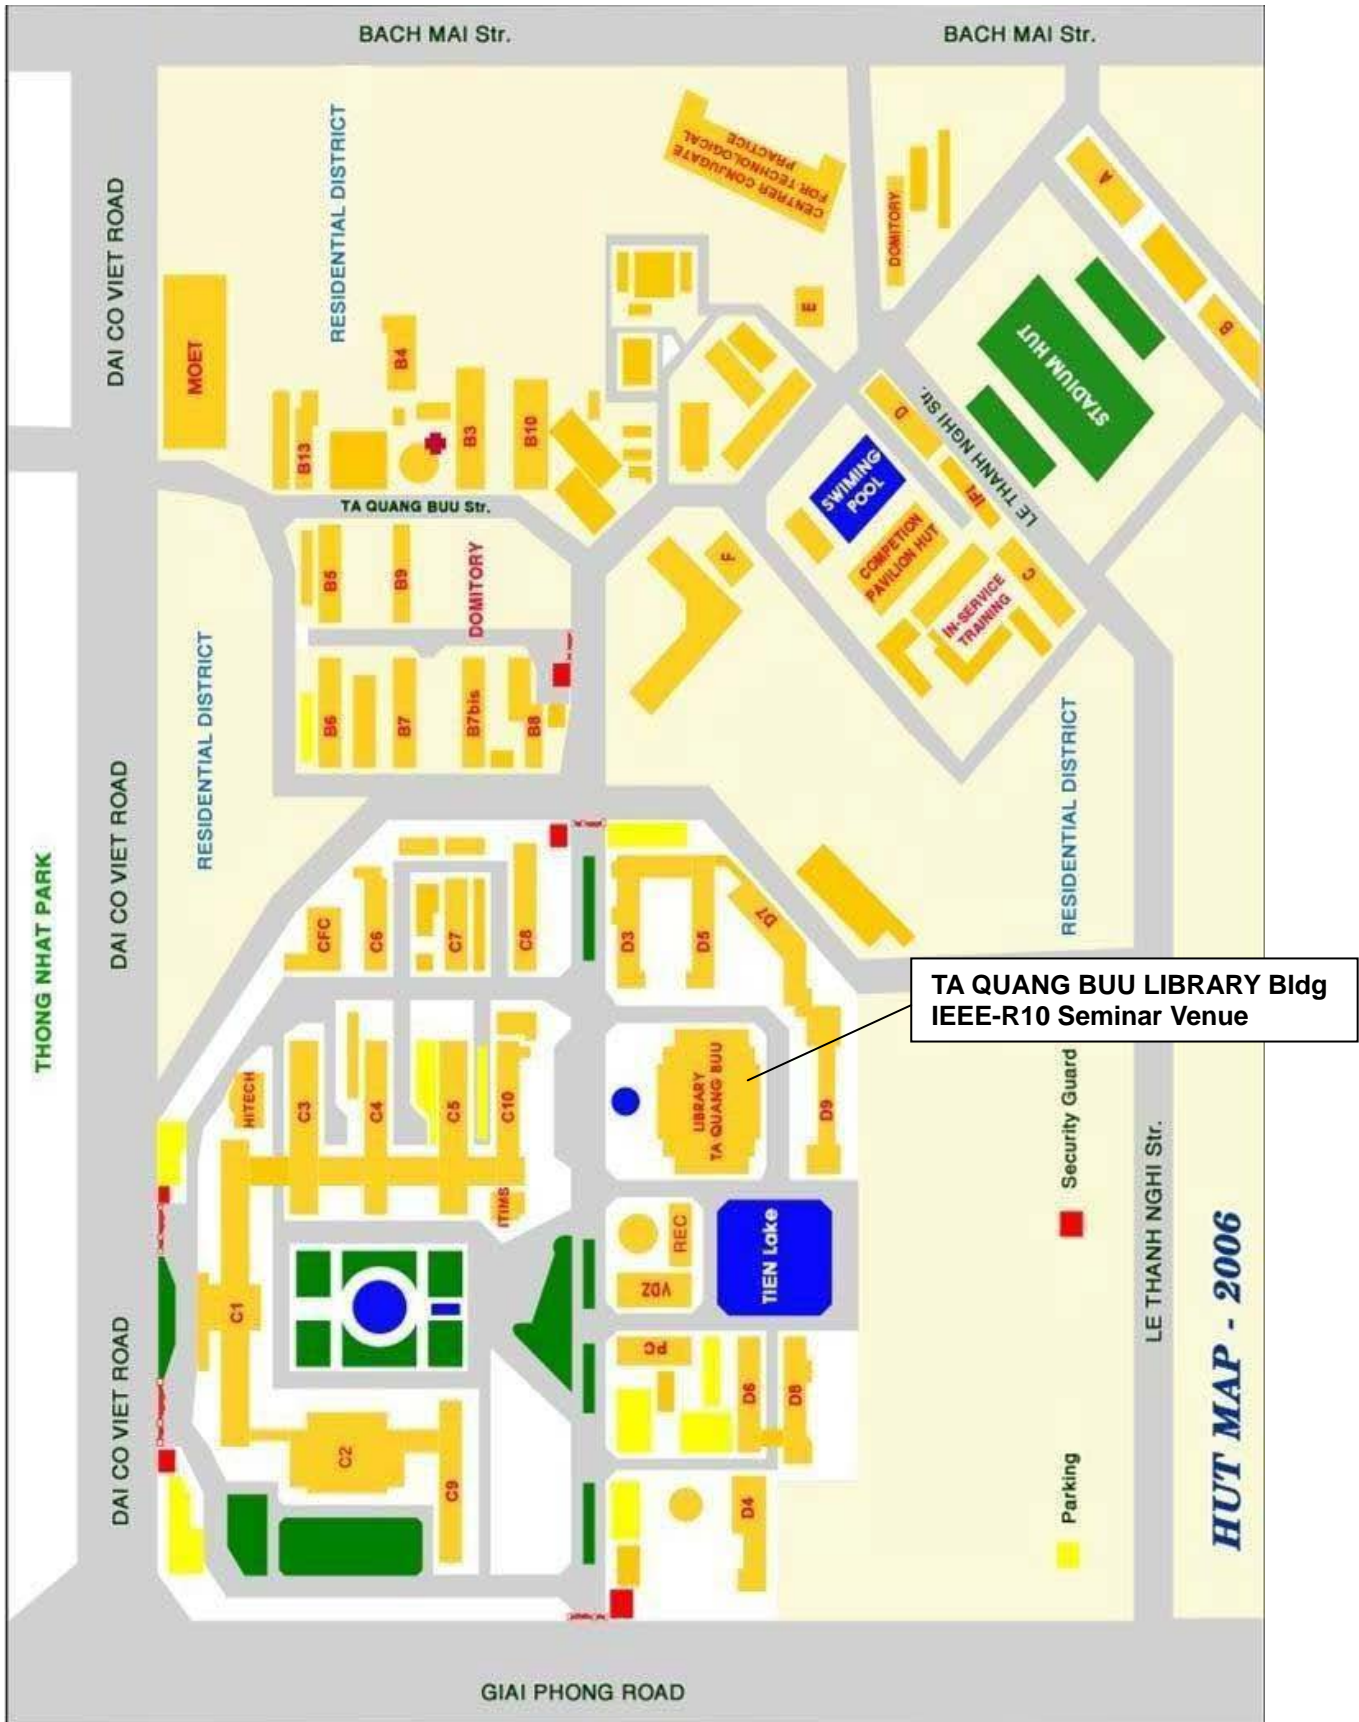 BACH MAI Str.
BACH MAI Str.
DAI CO VIET ROAD
RESIDENTIAL DISTRICT
CENTRER CONJUGATE
FOR TECHNOLOGICAL
PRACTICE
DOMITORY
A
B
E
MOET
B4
B13
B3
B10
STADIUM HUT
D
LE THANH NGHI Str.
SWIMING
POOL
IFI
COMPETION
PAVILION HUT
C
IN-SERVICE
TRAINING
TA QUANG BUU Str.
B5
B9
DOMITORY
F
RESIDENTIAL DISTRICT
B6
B7
B7bis
B8
RESIDENTIAL DISTRICT
THONG NHAT PARK
DAI CO VIET ROAD
CFC
C6
C7
C8
D3
D5
D7
TA QUANG BUU LIBRARY Bldg
IEEE-R10 Seminar Venue
HITECH
C3
C4
C5
C10
LIBRARY
TA QUANG BUU
D9
Security Guard
ITIMS
REC
VDZ
TIEN Lake
LE THANH NGHI Str.
C1
DAI CO VIET ROAD
PC
D6
D8
C2
C9
D4
Parking
HUT MAP - 2006
GIAI PHONG ROAD